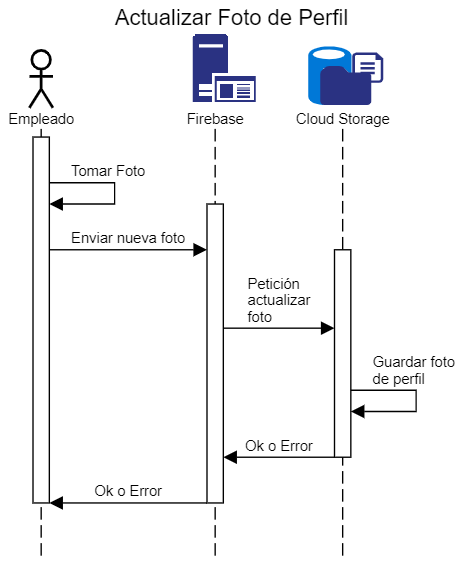 Actualizar Foto de Perfil
Empleado
Firebase
Cloud Storage
Tomar Foto
Enviar nueva foto
Petición
actualizar
foto
Guardar foto
de perfil
Ok o Error
Ok o Error